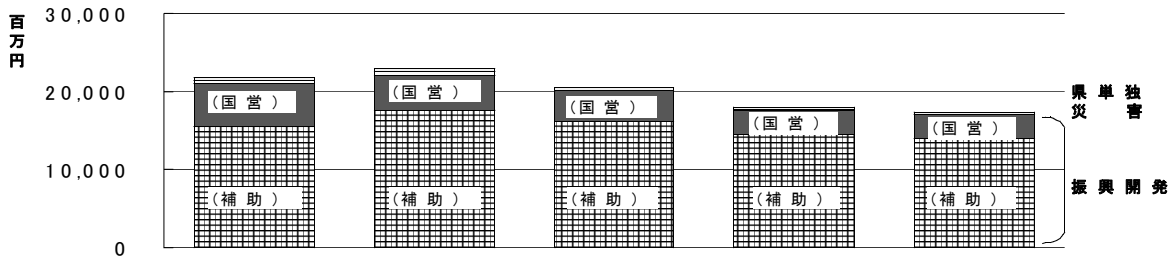 百万円
30,000
20,000
10,000
0
(国営)
(国営)
(国営)
(国営)
(国営)
(補助)
(補助)
(補助)
(補助)
(補助)
県単独
災害
振興開発